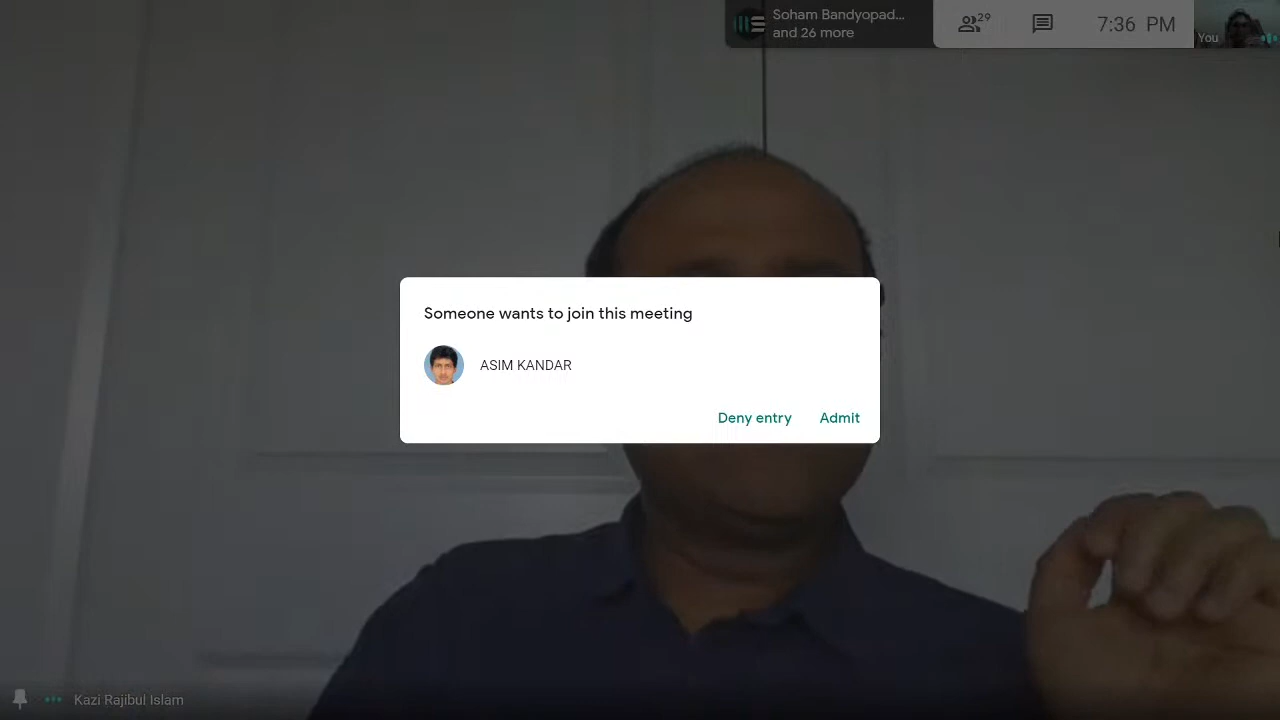 Soham Bandyopad...
and 26 more
29
7:36 PM
You
Someone wants to join this meeting
ASIM KANDAR
Deny entry
Admit
Kazi Rajibul Islam